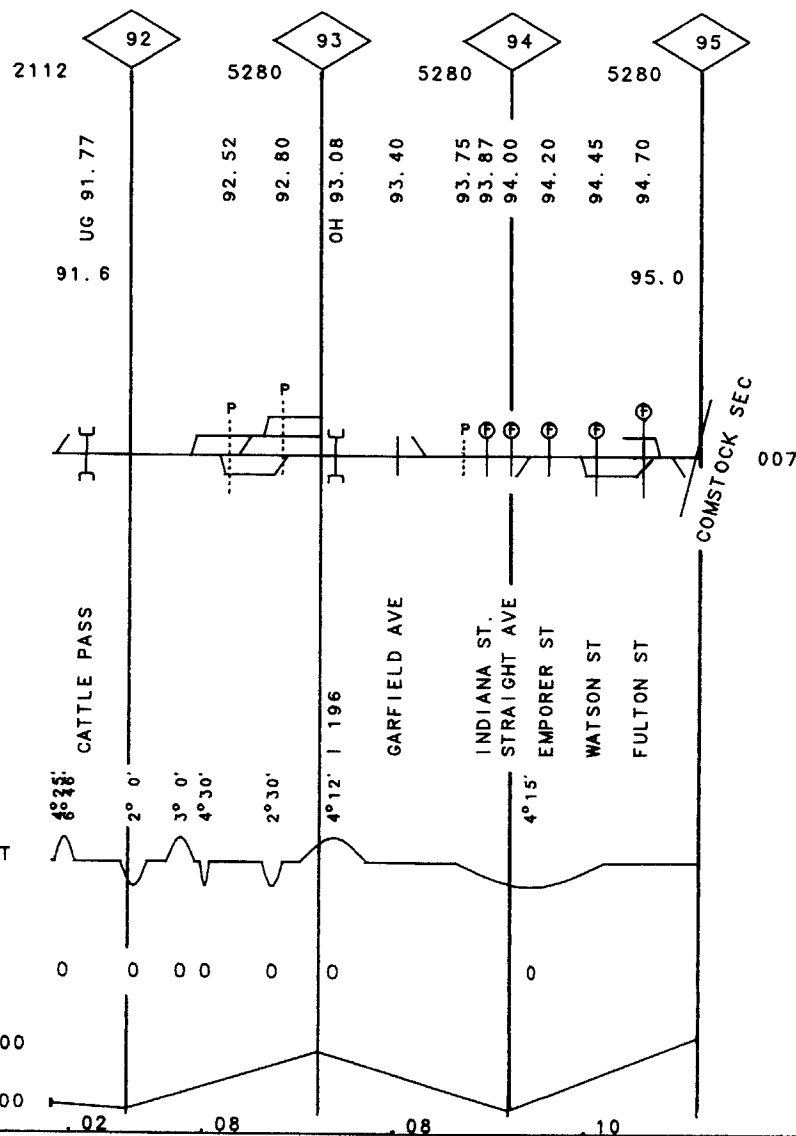 92 93 94 95
2112 5280 5280 5280
UG 91.77
92.52
92.80
OH 93.08
93.40
93.75
93.87
94.00
94.20
94.45
94.70
91.6 95.0
P P P F F F F F
COMSTOCK SEC
007
CATTLE PASS
I 196
GARFIELD AVE
INDIANA ST.
STRAIGHT AVE
EMPORER ST
WATSON ST
FULTON ST
2° 0'
3° 0'
4°30'
2°30'
4°12'
4°15'
T
0 0 0 0 0 0 0
00
00
.02 .08 .08 .10